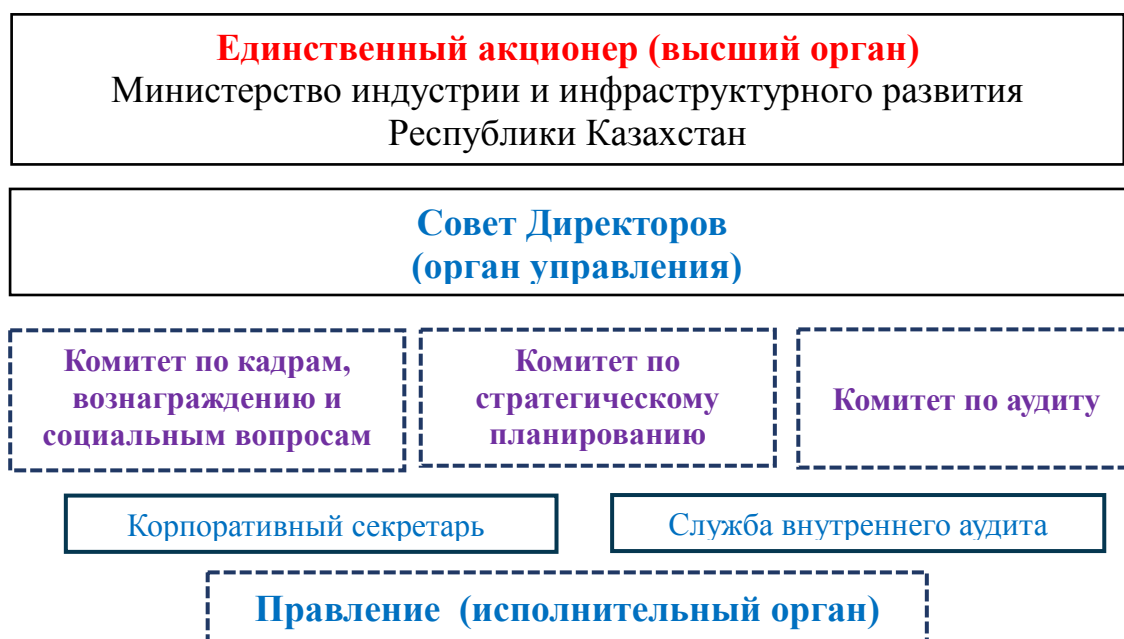 Единственный акционер (высший орган)
Министерство индустрии и инфраструктурного развития
Республики Казахстан
Совет Директоров
(орган управления)
Комитет по кадрам,
вознаграждению и
социальным вопросам
Комитет по
стратегическому
планированию
Комитет по аудиту
Корпоративный секретарь
Служба внутреннего аудита
Правление (исполнительный орган)